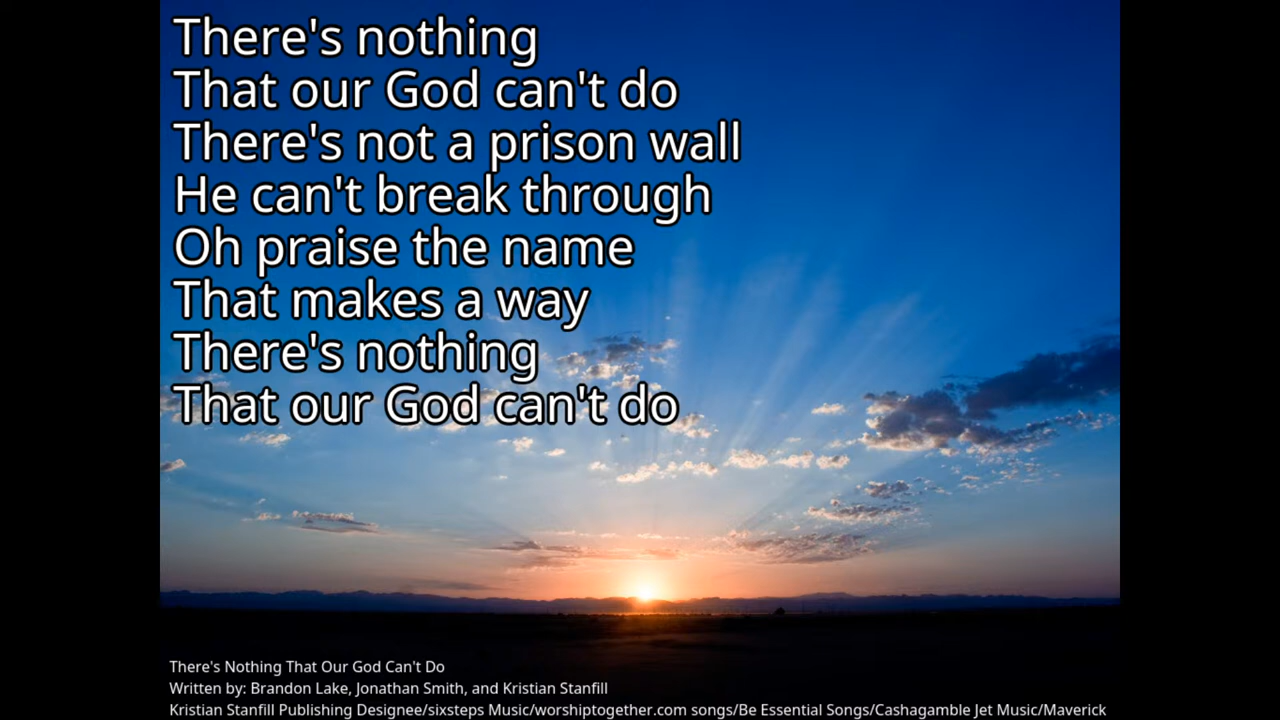 There's nothing
That our God can't do
There's not a prison wall
He can't break through
Oh praise the name
That makes a way
There's nothing
That our God can't do
There's Nothing That Our God Can't Do
Written by: Brandon Lake, Jonathan Smith, and Kristian Stanfill
Kristian Stanfill Publishing Designee/sixsteps Music/worshiptogether.com songs/Be Essential Songs/Cashagamble Jet Music/Maverick